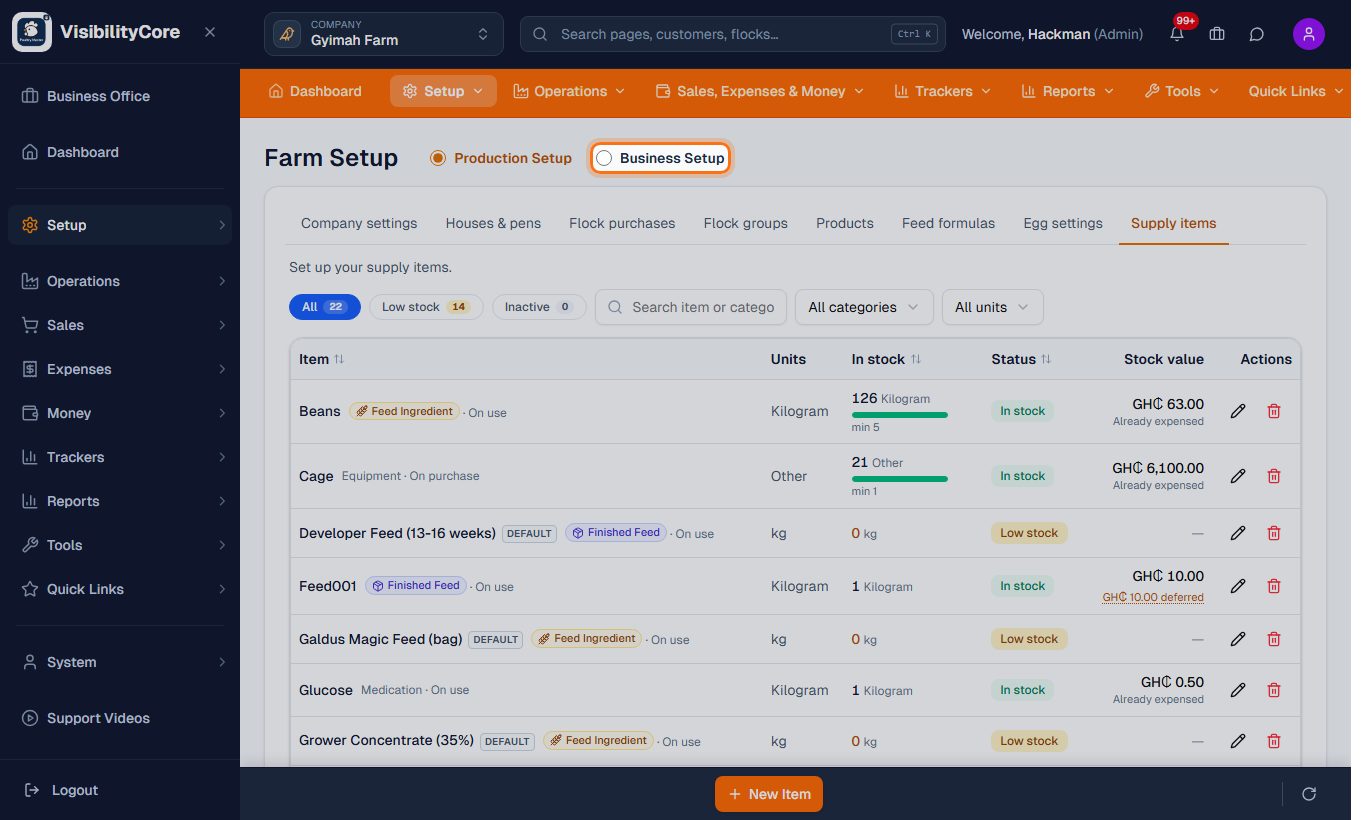 VisibilityCore
COMPANY
Gyimah Farm
Search pages, customers, flocks...
Ctrl K
Welcome, Hackman (Admin)
99+
Business Office
Dashboard
Setup
Operations
Sales
Expenses
Money
Trackers
Reports
Tools
Quick Links
System
Support Videos
Logout
Dashboard
Setup
Operations
Sales, Expenses & Money
Trackers
Reports
Tools
Quick Links
Farm Setup
Production Setup
Business Setup
Company settings
Houses & pens
Flock purchases
Flock groups
Products
Feed formulas
Egg settings
Supply items
Set up your supply items.
All 22
Low stock 14
Inactive 0
Search item or catego
All categories
All units
Item Units In stock Status Stock value Actions
Beans Feed Ingredient · On use Kilogram 126 Kilogram min 5 In stock GH₵ 63.00 Already expensed
Cage Equipment · On purchase Other 21 Other min 1 In stock GH₵ 6,100.00 Already expensed
Developer Feed (13-16 weeks) DEFAULT Finished Feed · On use kg 0 kg Low stock —
Feed001 Finished Feed · On use Kilogram 1 Kilogram In stock GH₵ 10.00 GH₵ 10.00 deferred
Galdus Magic Feed (bag) DEFAULT Feed Ingredient · On use kg 0 kg Low stock —
Glucose Medication · On use Kilogram 1 Kilogram In stock GH₵ 0.50 Already expensed
Grower Concentrate (35%) DEFAULT Feed Ingredient · On use kg 0 kg Low stock —
+ New Item